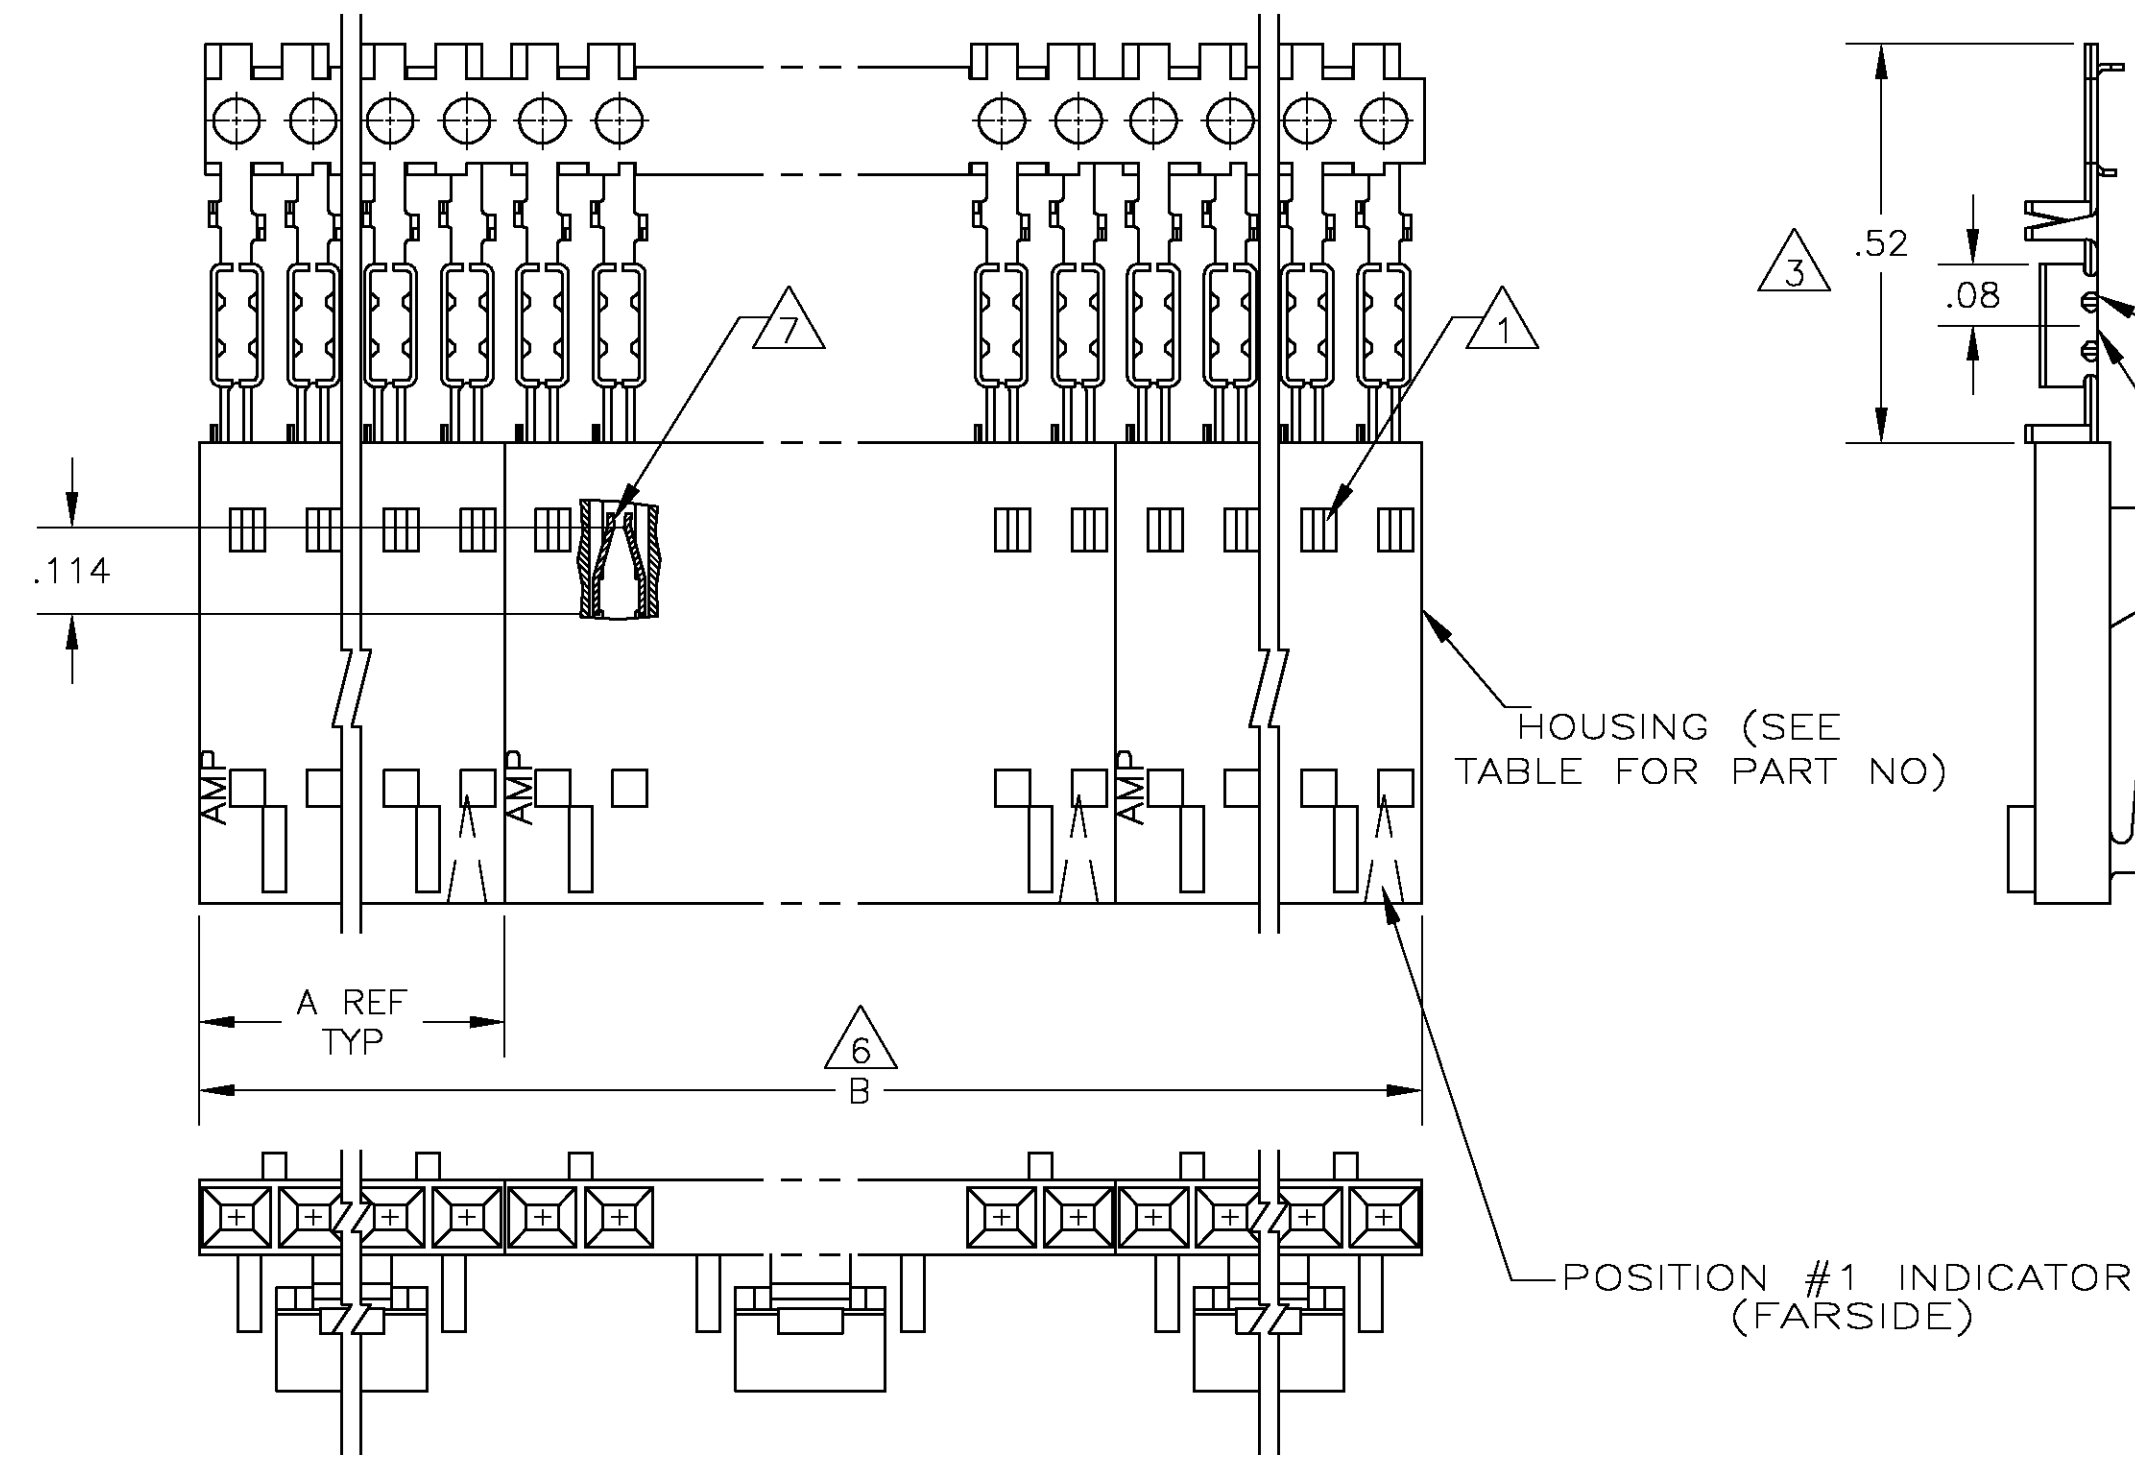 .52
3
.08
7
1
.114
HOUSING (SEE
TABLE FOR PART NO)
AMP
AMP
AMP
A REF
TYP
6
B
POSITION #1 INDICATOR
(FARSIDE)